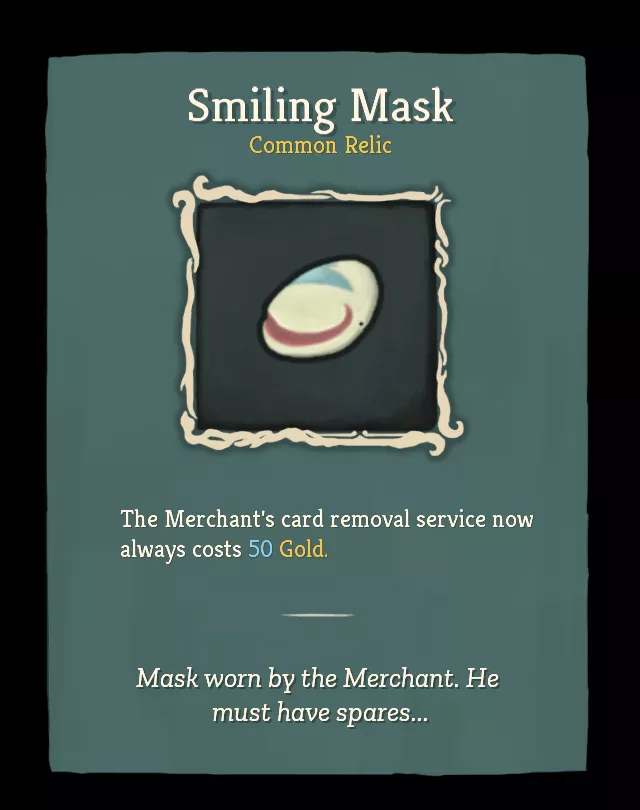 Smiling Mask
Common Relic
The Merchant's card removal service now
always costs 50 Gold.
Mask worn by the Merchant. He
must have spares...